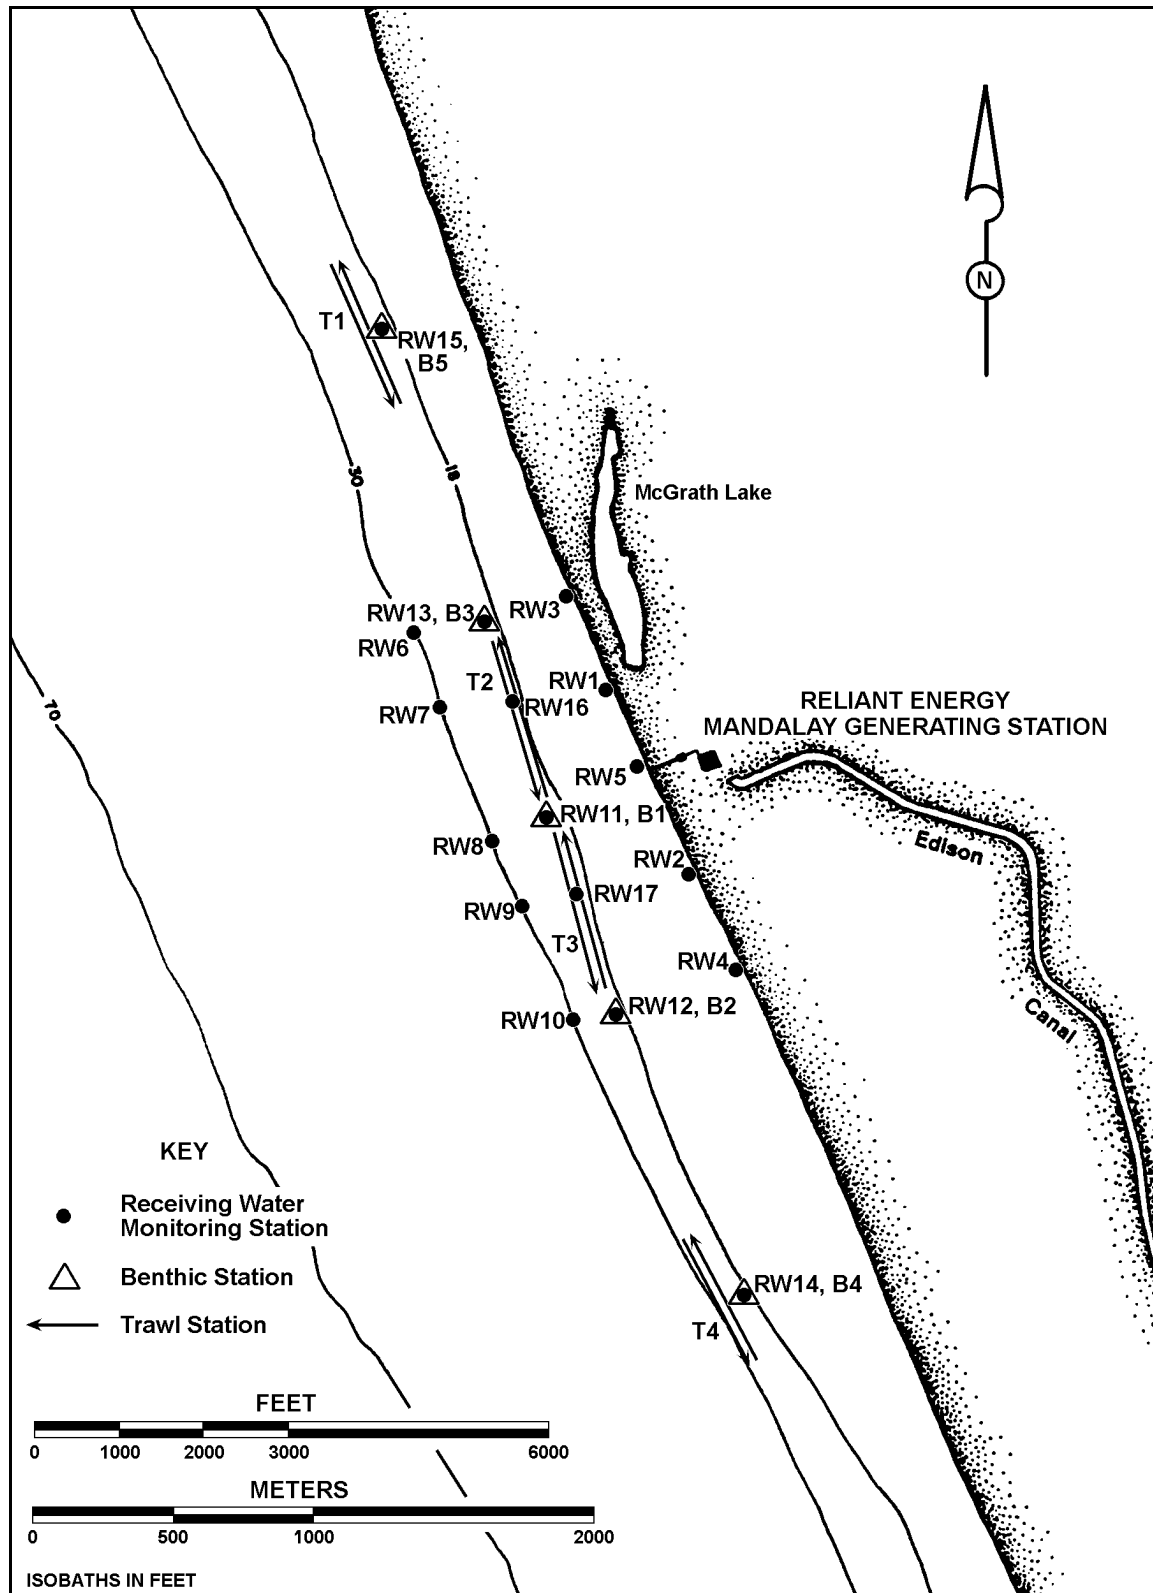 N
T1
RW15,
B5
30
18
McGrath Lake
RW3
RW13, B3
RW6
RW1
T2
RW16
RW7
RELIANT ENERGY
MANDALAY GENERATING STATION
RW5
RW11, B1
RW8
RW2
Edison
RW17
RW9
T3
RW4
RW12, B2
RW10
Canal
70
KEY
Receiving Water
Monitoring Station
Benthic Station
Trawl Station
RW14, B4
T4
FEET
0 1000 2000 3000 6000
METERS
0 500 1000 2000
ISOBATHS IN FEET